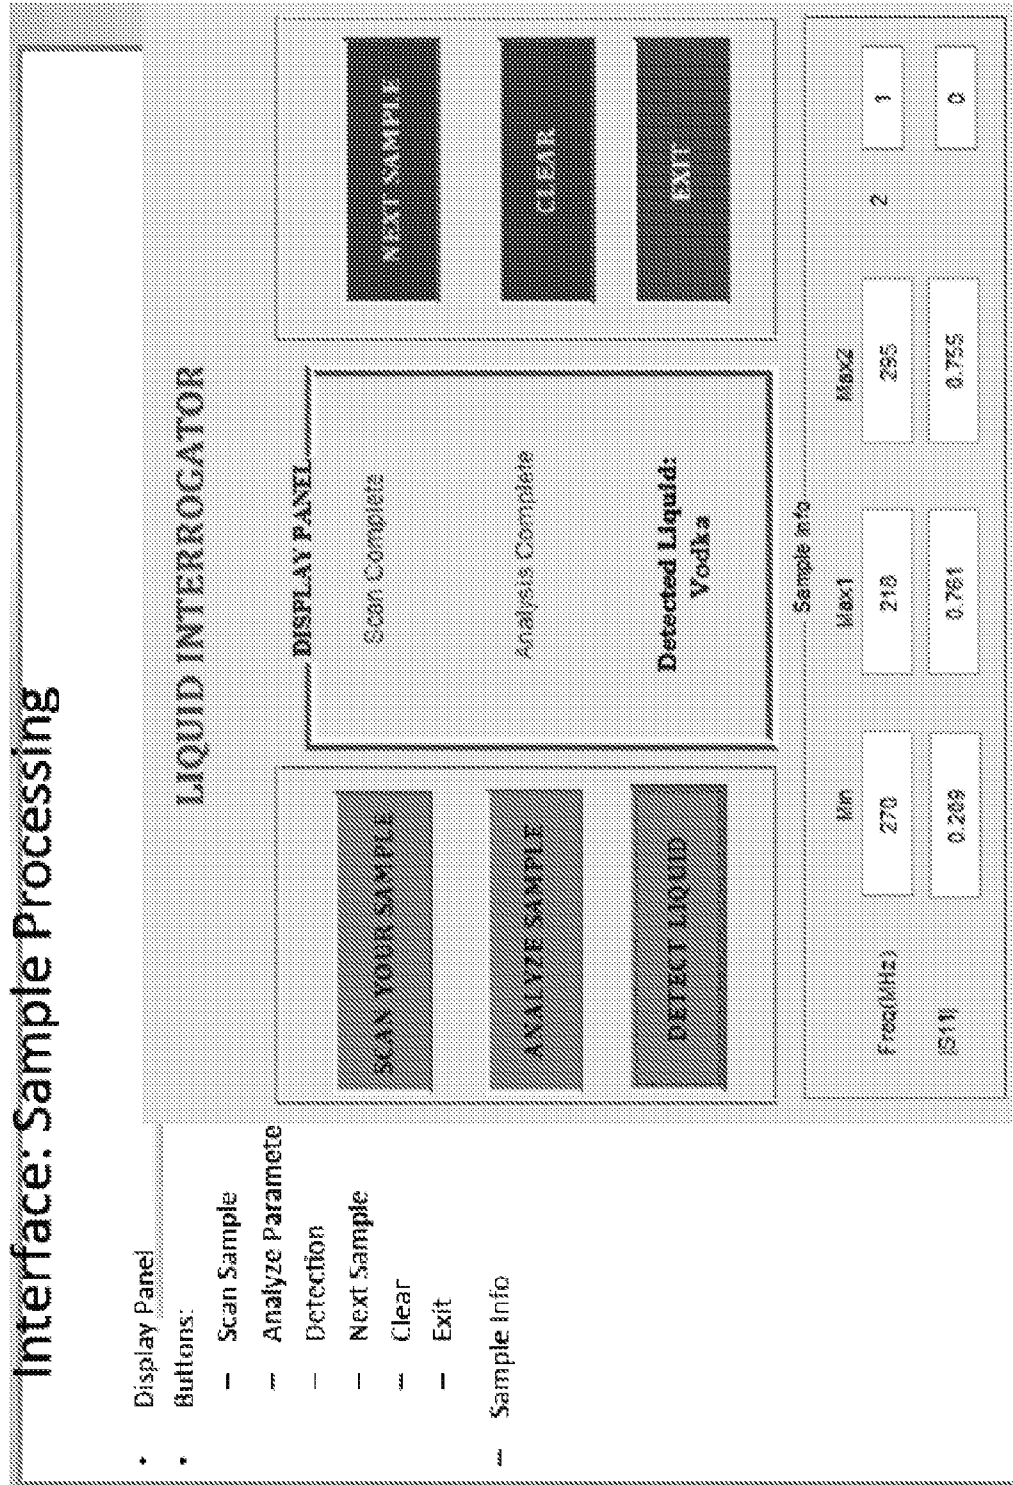 Interface: Sample Processing
• Display Panel
• Buttons:
– Scan Sample
– Analyze Paramete
– Detection
– Next Sample
– Clear
– Exit
– Sample Info
LIQUID INTERROGATOR
SCAN YOUR SAMPLE
ANALYZE SAMPLE
DETECT LIQUID
DISPLAY PANEL
Scan Complete
Analysis Complete
Detected Liquid:
Vodka
NEXT SAMPLE
CLEAR
EXIT
Sample Info
Min Max1 Max2
Freq(MHz) 270 218 295 2 1
|S11| 0.289 0.761 0.755 0